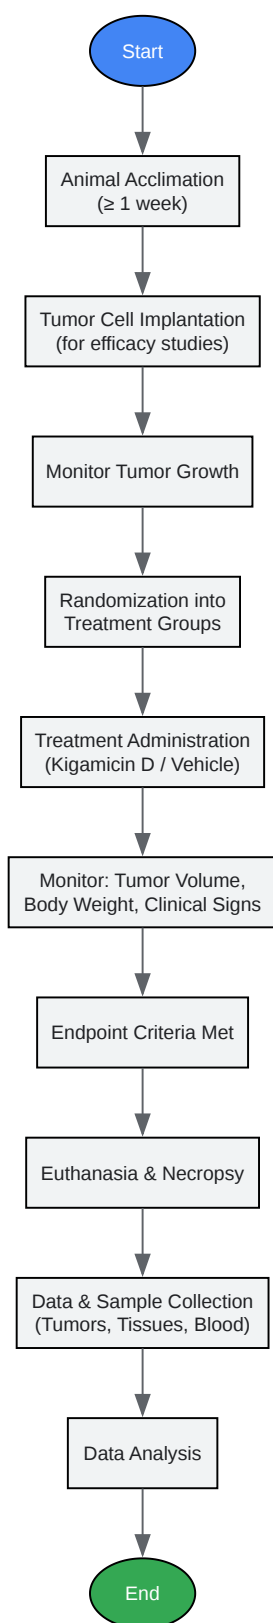 Start
Animal Acclimation
(≥ 1 week)
Tumor Cell Implantation
(for efficacy studies)
Monitor Tumor Growth
Randomization into
Treatment Groups
Treatment Administration
(Kigamicin D / Vehicle)
Monitor: Tumor Volume,
Body Weight, Clinical Signs
Endpoint Criteria Met
Euthanasia & Necropsy
Data & Sample Collection
(Tumors, Tissues, Blood)
Data Analysis
End